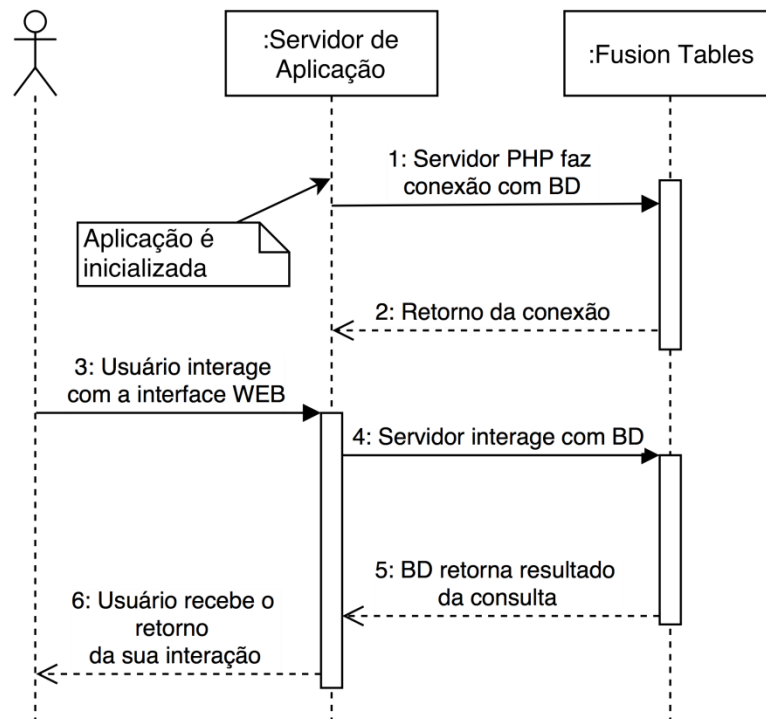 :Servidor de
Aplicação
:Fusion Tables
1: Servidor PHP faz
conexão com BD
Aplicação é
inicializada
2: Retorno da conexão
3: Usuário interage
com a interface WEB
4: Servidor interage com BD
5: BD retorna resultado
da consulta
6: Usuário recebe o
retorno
da sua interação